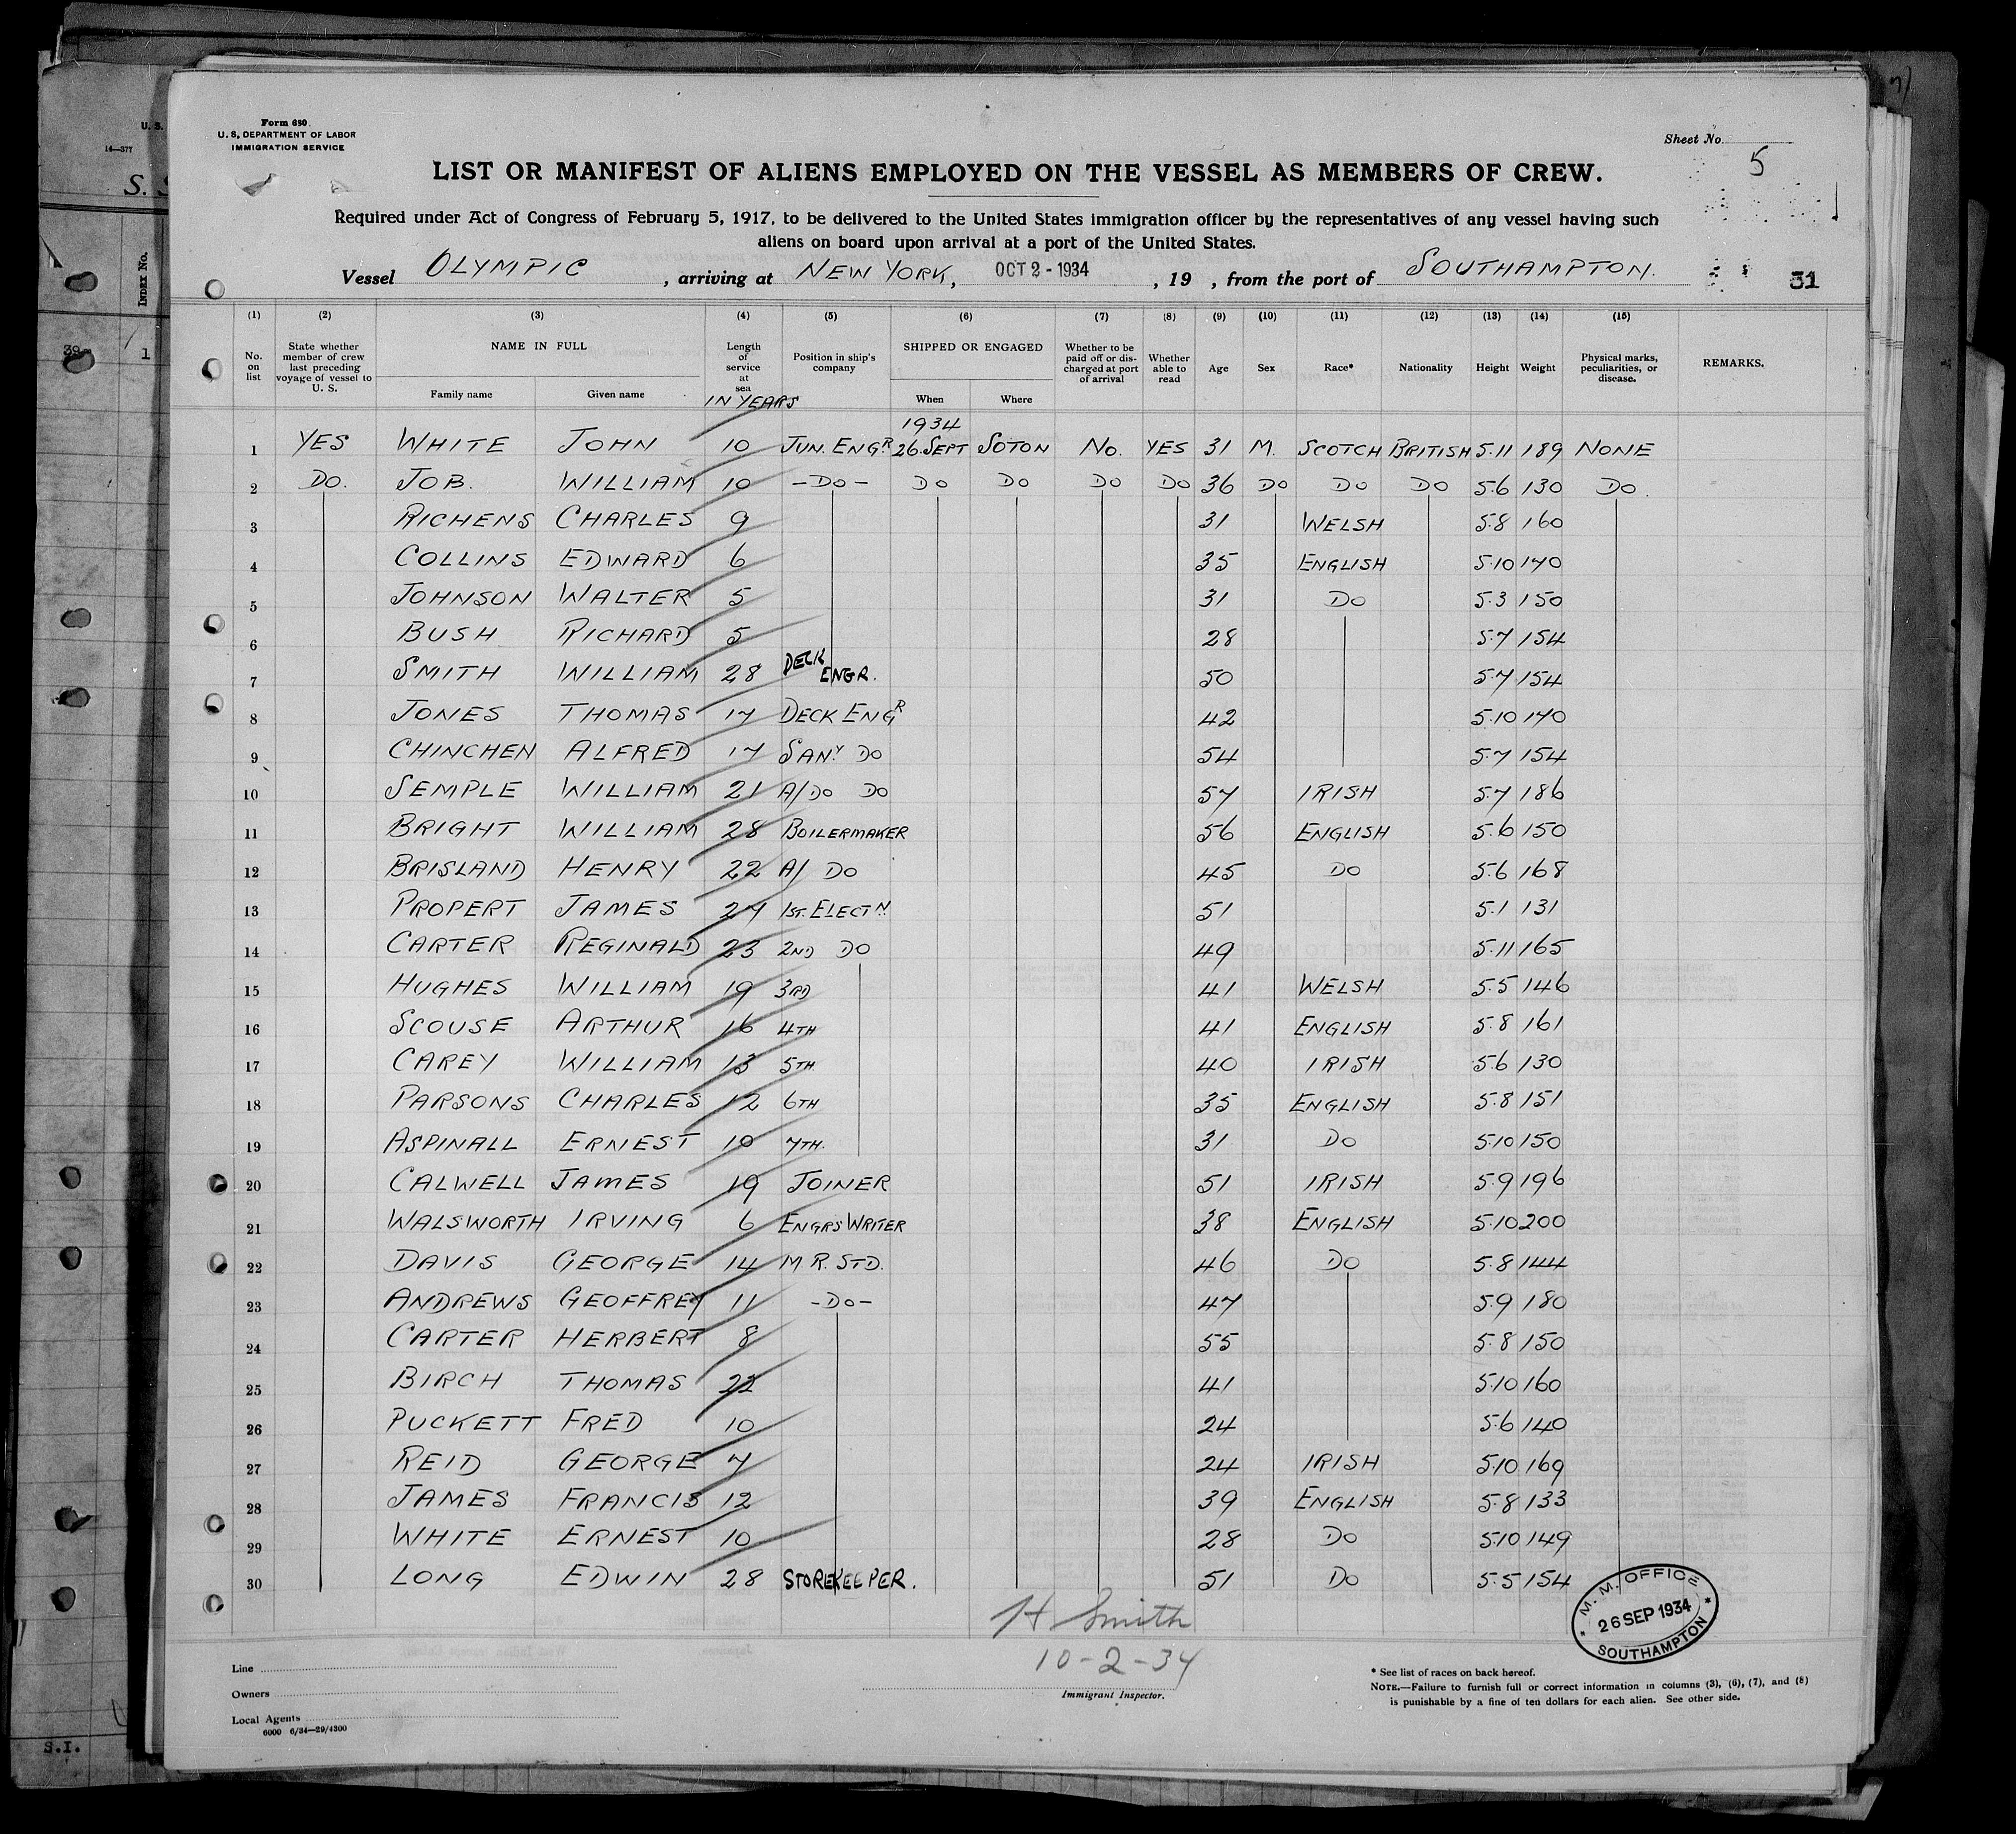 Form 680
U. S. DEPARTMENT OF LABOR
IMMIGRATION SERVICE
Sheet No. 5
LIST OR MANIFEST OF ALIENS EMPLOYED ON THE VESSEL AS MEMBERS OF CREW.
Required under Act of Congress of February 5, 1917, to be delivered to the United States immigration officer by the representatives of any vessel having such
aliens on board upon arrival at a port of the United States.
Vessel OLYMPIC, arriving at NEW YORK, OCT 2 - 1934, 19 , from the port of SOUTHAMPTON. 31
(1) (2) (3) (4) (5) (6) (7) (8) (9) (10) (11) (12) (13) (14) (15)
No. on list State whether member of crew last preceding voyage of vessel to U. S. NAME IN FULL Family name Given name Length of service at sea IN YEARS Position in ship's company SHIPPED OR ENGAGED When Where Whether to be paid off or discharged at port of arrival Whether able to read Age Sex Race* Nationality Height Weight Physical marks, peculiarities, or disease. REMARKS.
1934
1 YES WHITE JOHN 10 JUN. ENGR. 26.SEPT SOTON No. YES 31 M. SCOTCH BRITISH 5.11 189 NONE
2 DO. JOB. WILLIAM 10 -DO- DO DO DO DO 36 DO DO DO 5.6 130 DO.
3 RICHENS CHARLES 9 31 WELSH 5.8 160
4 COLLINS EDWARD 6 35 ENGLISH 5.10 140
5 JOHNSON WALTER 5 31 DO 5.3 150
6 BUSH RICHARD 5 28 5.7 154
7 SMITH WILLIAM 28 DECK ENGR. 50 5.7 154
8 JONES THOMAS 17 DECK ENGR 42 5.10 140
9 CHINCHEN ALFRED 17 SANY. DO 54 5.7 154
10 SEMPLE WILLIAM 21 A/DO DO 57 IRISH 5.7 186
11 BRIGHT WILLIAM 28 BOILERMAKER 56 ENGLISH 5.6 150
12 BRISLAND HENRY 22 A/ DO 45 DO 5.6 168
13 PROPERT JAMES 27 1ST. ELECTN. 51 5.1 131
14 CARTER REGINALD 23 2ND DO 49 5.11 165
15 HUGHES WILLIAM 19 3RD 41 WELSH 5.5 146
16 SCOUSE ARTHUR 16 4TH 41 ENGLISH 5.8 161
17 CAREY WILLIAM 13 5TH 40 IRISH 5.6 130
18 PARSONS CHARLES 12 6TH 35 ENGLISH 5.8 151
19 ASPINALL ERNEST 10 7TH. 31 DO 5.10 150
20 CALWELL JAMES 19 JOINER 51 IRISH 5.9 196
21 WALSWORTH IRVING 6 ENGRS WRITER 38 ENGLISH 5.10 200
22 DAVIS GEORGE 14 M R. STD. 46 DO 5.8 144
23 ANDREWS GEOFFREY 11 -DO- 47 5.9 180
24 CARTER HERBERT 8 55 5.8 150
25 BIRCH THOMAS 22 41 5.10 160
26 PUCKETT FRED 10 24 5.6 140
27 REID GEORGE 7 24 IRISH 5.10 169
28 JAMES FRANCIS 12 39 ENGLISH 5.8 133
29 WHITE ERNEST 10 28 DO 5.10 149
30 LONG EDWIN 28 STOREKEEPER. 51 DO 5.5 154
M. M. OFFICE
26 SEP 1934
SOUTHAMPTON
H Smith
10-2-34
Immigrant Inspector.
Line
Owners
Local Agents
6000 6/34—29/4300
* See list of races on back hereof.
NOTE.—Failure to furnish full or correct information in columns (3), (6), (7), and (8)
is punishable by a fine of ten dollars for each alien. See other side.
U. S.
14—377
S. S
INDEX No.
39
1
S.I.